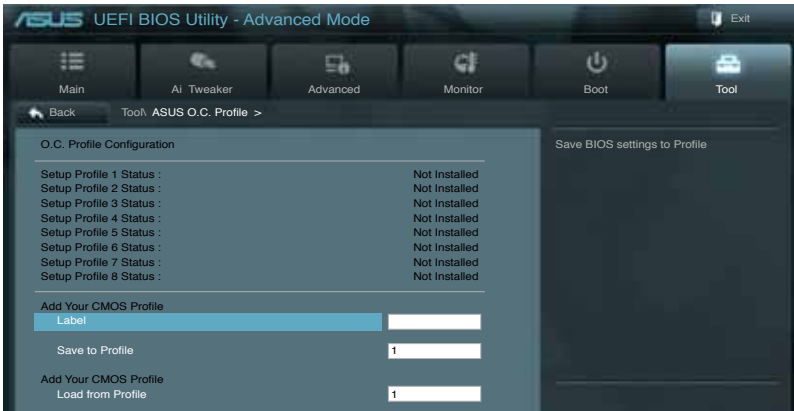 ASUS UEFI BIOS Utility - Advanced Mode
Exit
Main
Ai Tweaker
Advanced
Monitor
Boot
Tool
Back
Tool\ ASUS O.C. Profile >
O.C. Profile Configuration
Save BIOS settings to Profile
Setup Profile 1 Status : Not Installed
Setup Profile 2 Status : Not Installed
Setup Profile 3 Status : Not Installed
Setup Profile 4 Status : Not Installed
Setup Profile 5 Status : Not Installed
Setup Profile 6 Status : Not Installed
Setup Profile 7 Status : Not Installed
Setup Profile 8 Status : Not Installed
Add Your CMOS Profile
Label
Save to Profile 1
Add Your CMOS Profile
Load from Profile 1